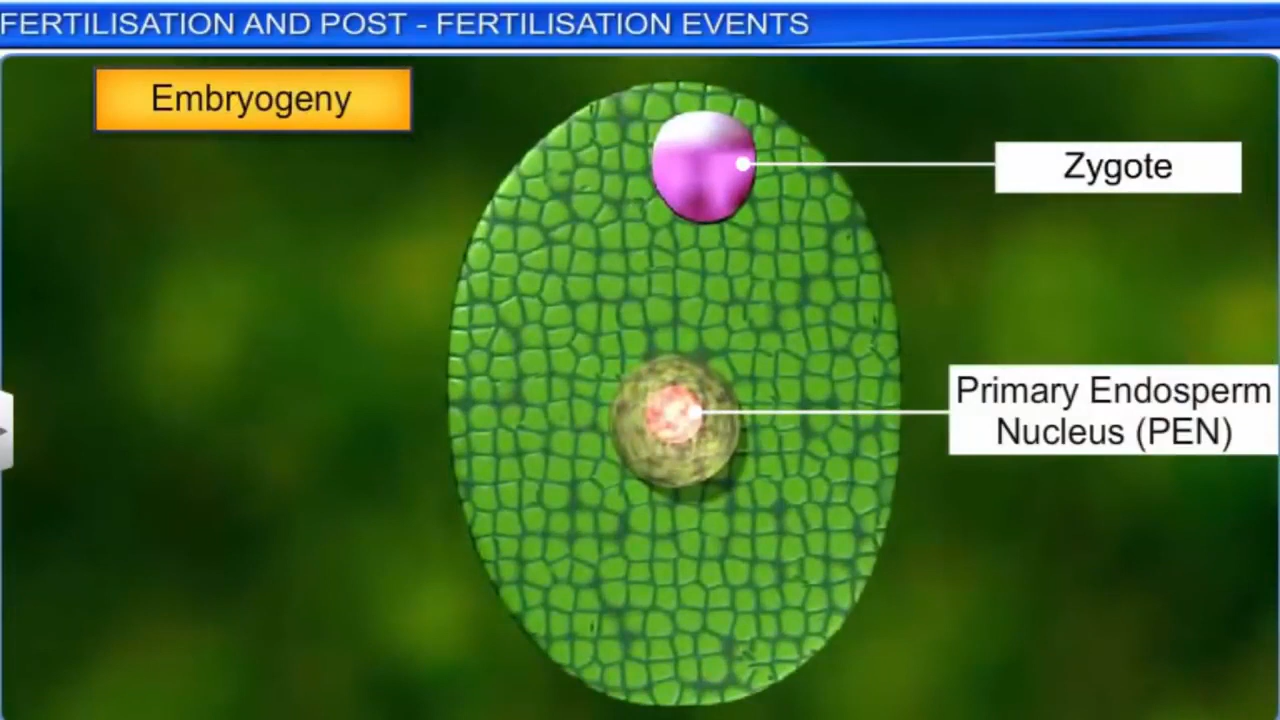 FERTILISATION AND POST - FERTILISATION EVENTS
Embryogeny
Zygote
Primary Endosperm
Nucleus (PEN)